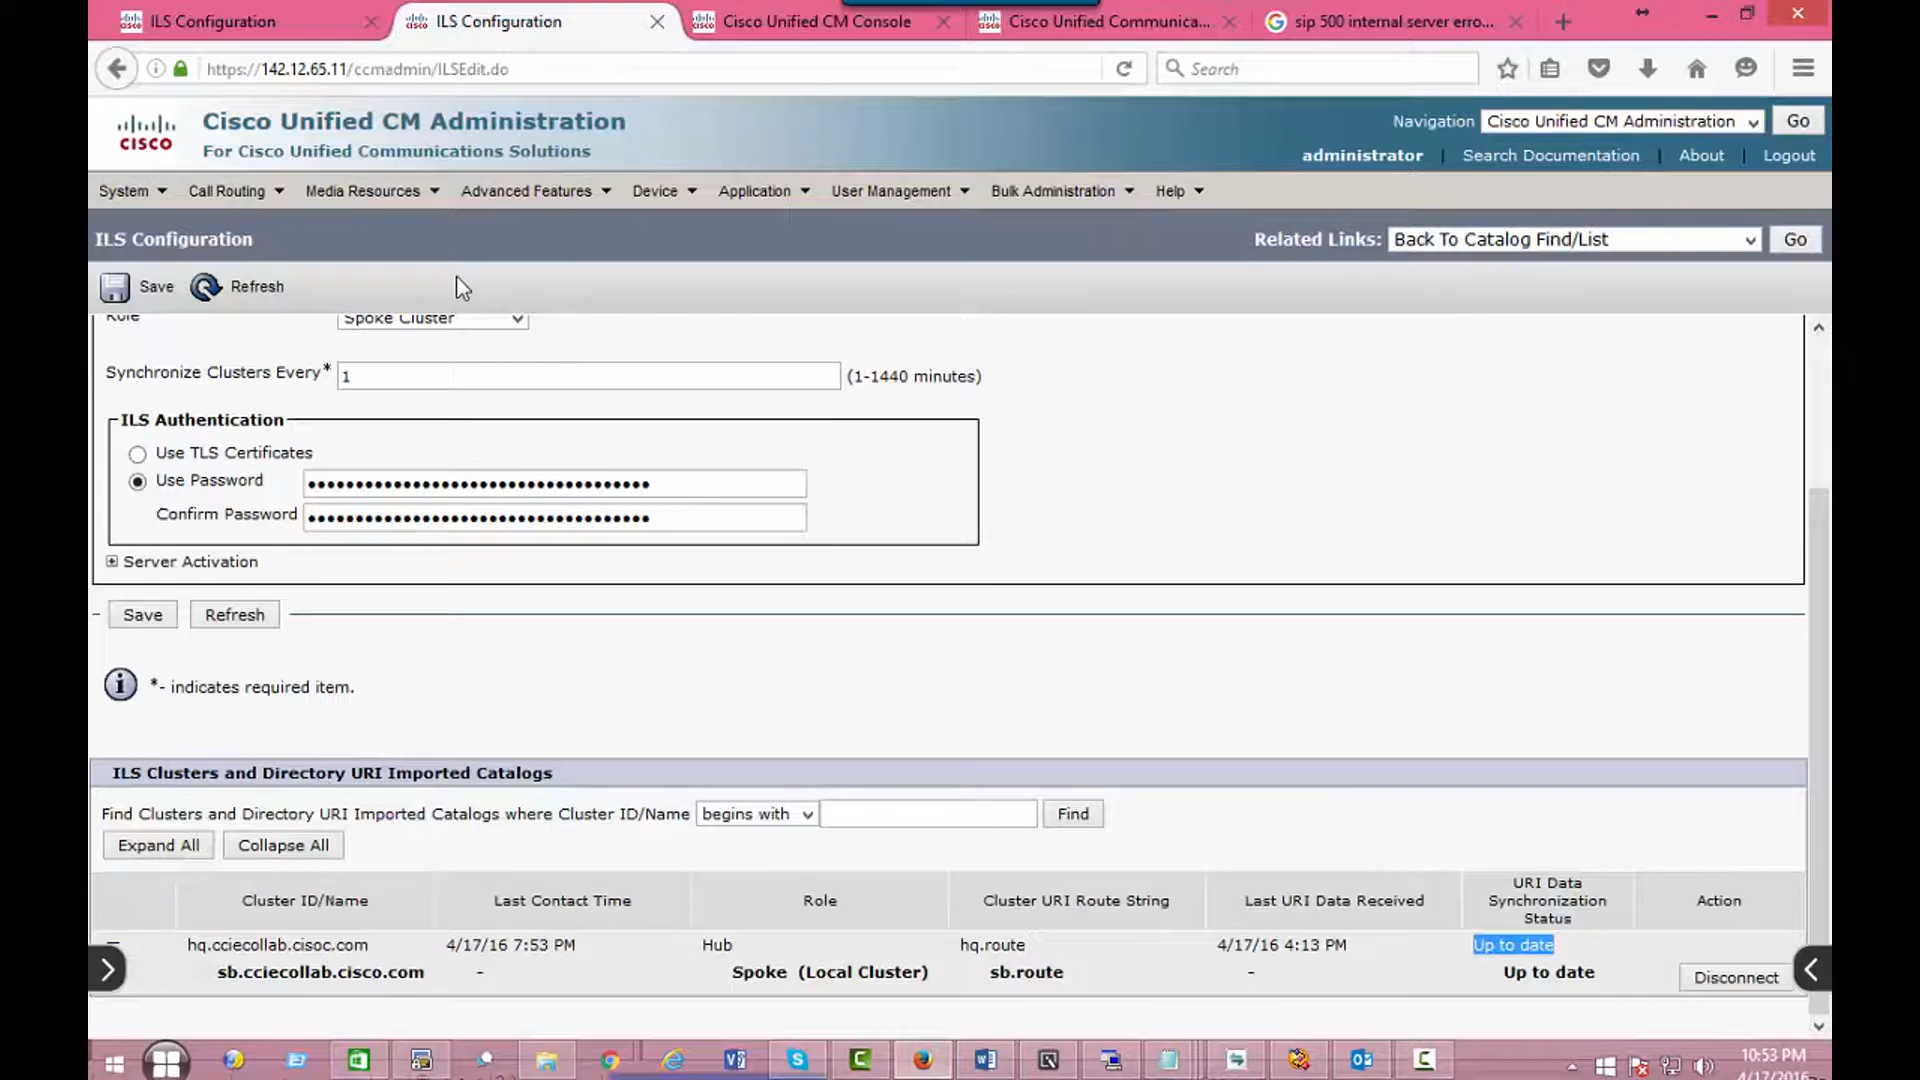 ILS Configuration
ILS Configuration
Cisco Unified CM Console
Cisco Unified Communica...
sip 500 internal server erro...
https://142.12.65.11/ccmadmin/ILSEdit.do
Search
CISCO
Cisco Unified CM Administration
For Cisco Unified Communications Solutions
Navigation Cisco Unified CM Administration Go
administrator | Search Documentation | About | Logout
System Call Routing Media Resources Advanced Features Device Application User Management Bulk Administration Help
ILS Configuration
Related Links: Back To Catalog Find/List Go
Save Refresh
Role Spoke Cluster
Synchronize Clusters Every* 1 (1-1440 minutes)
ILS Authentication
Use TLS Certificates
Use Password
Confirm Password
Server Activation
Save Refresh
*- indicates required item.
ILS Clusters and Directory URI Imported Catalogs
Find Clusters and Directory URI Imported Catalogs where Cluster ID/Name begins with Find
Expand All Collapse All
Cluster ID/Name Last Contact Time Role Cluster URI Route String Last URI Data Received URI Data Synchronization Status Action
hq.cciecollab.cisoc.com 4/17/16 7:53 PM Hub hq.route 4/17/16 4:13 PM Up to date
sb.cciecollab.cisco.com - Spoke (Local Cluster) sb.route - Up to date Disconnect
10:53 PM
4/17/2016